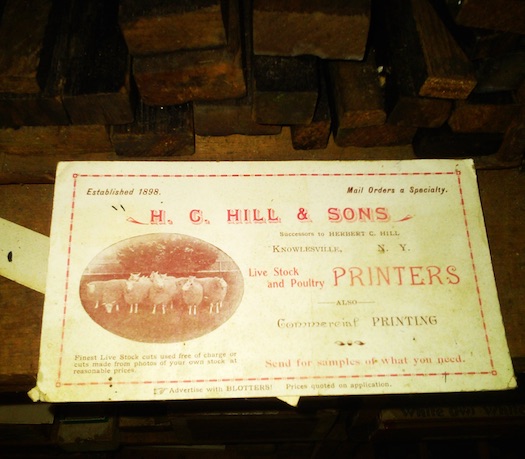 Established 1898. Mail Orders a Specialty.
H. C. HILL & SONS
Successors to HERBERT C. HILL
KNOWLESVILLE, N. Y.
Live Stock
and Poultry PRINTERS
ALSO
Commercial PRINTING
Finest Live Stock cuts used free of charge or
cuts made from photos of your own stock at
reasonable prices.
Send for samples of what you need.
☞ Advertise with BLOTTERS! Prices quoted on application.